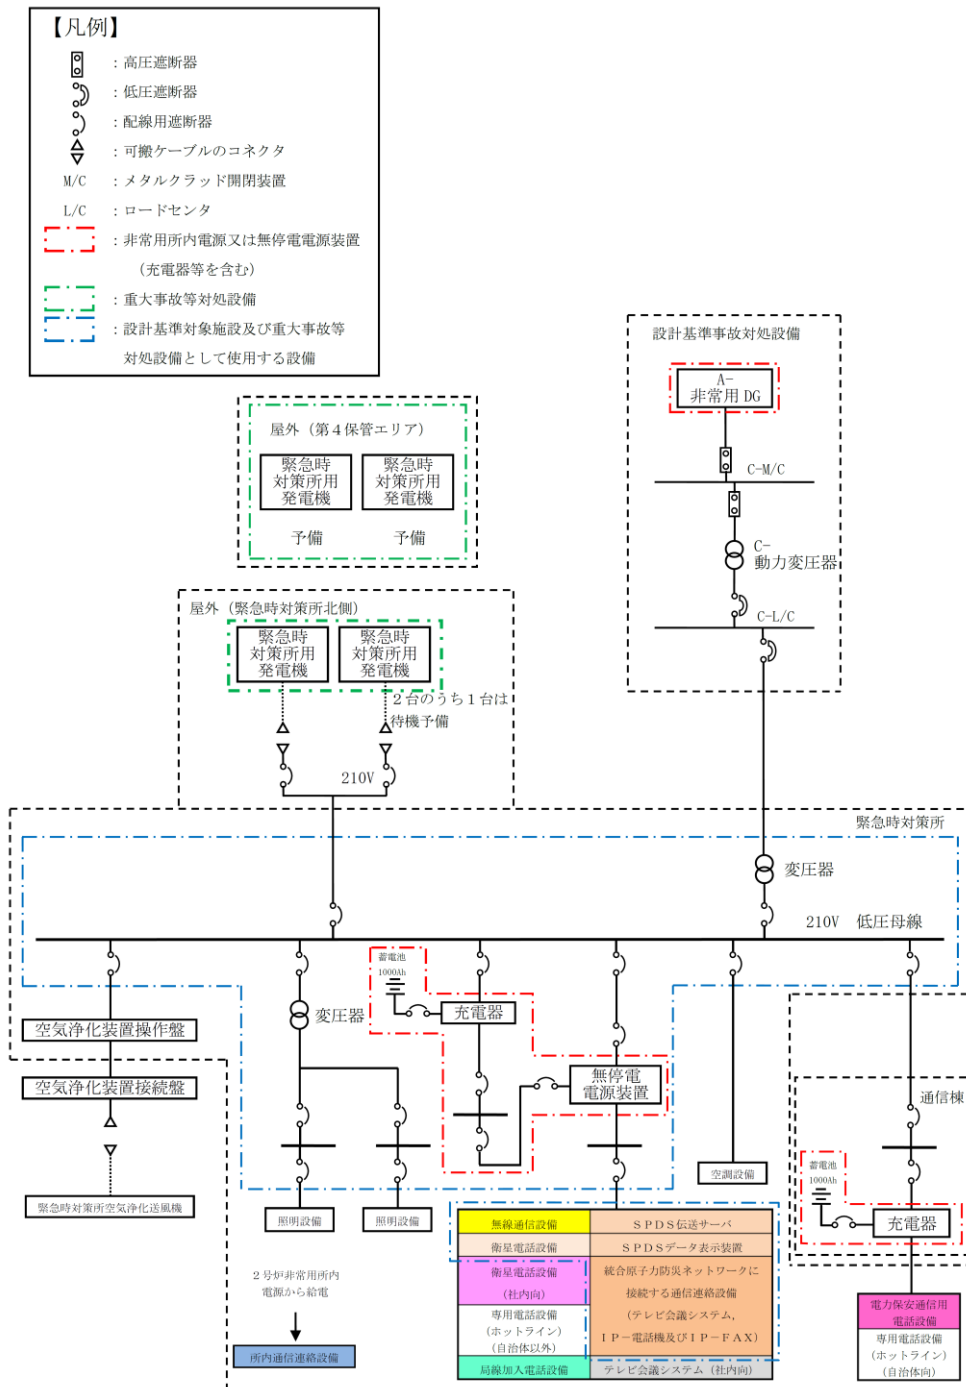 【凡例】
：高圧遮断器
：低圧遮断器
：配線用遮断器
：可搬ケーブルのコネクタ
M/C ：メタルクラッド開閉装置
L/C ：ロードセンタ
：非常用所内電源又は無停電電源装置
（充電器等を含む）
：重大事故等対処設備
：設計基準対象施設及び重大事故等
対処設備として使用する設備
設計基準事故対処設備
A-
非常用 DG
C-M/C
C-
動力変圧器
C-L/C
屋外（第４保管エリア）
緊急時
対策所用
発電機
緊急時
対策所用
発電機
予備
予備
屋外（緊急時対策所北側）
緊急時
対策所用
発電機
緊急時
対策所用
発電機
２台のうち１台は
待機予備
210V
緊急時対策所
変圧器
210V 低圧母線
蓄電池
1000Ah
充電器
変圧器
空気浄化装置操作盤
空気浄化装置接続盤
無停電
電源装置
通信棟
蓄電池
1000Ah
充電器
空調設備
緊急時対策所空気浄化送風機
照明設備
照明設備
２号炉非常用所内
電源から給電
所内通信連絡設備
無線通信設備
ＳＰＤＳ伝送サーバ
衛星電話設備
ＳＰＤＳデータ表示装置
衛星電話設備
（社内向）
統合原子力防災ネットワークに
接続する通信連絡設備
（テレビ会議システム，
ＩＰ－電話機及びＩＰ－ＦＡＸ）
専用電話設備
（ホットライン）
（自治体以外）
局線加入電話設備
テレビ会議システム（社内向）
電力保安通信用
電話設備
専用電話設備
（ホットライン）
（自治体向）